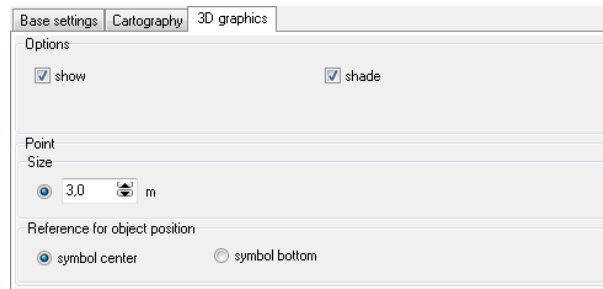 Base settings Cartography 3D graphics
Options
show shade
Point
Size
3,0 m
Reference for object position
symbol center symbol bottom